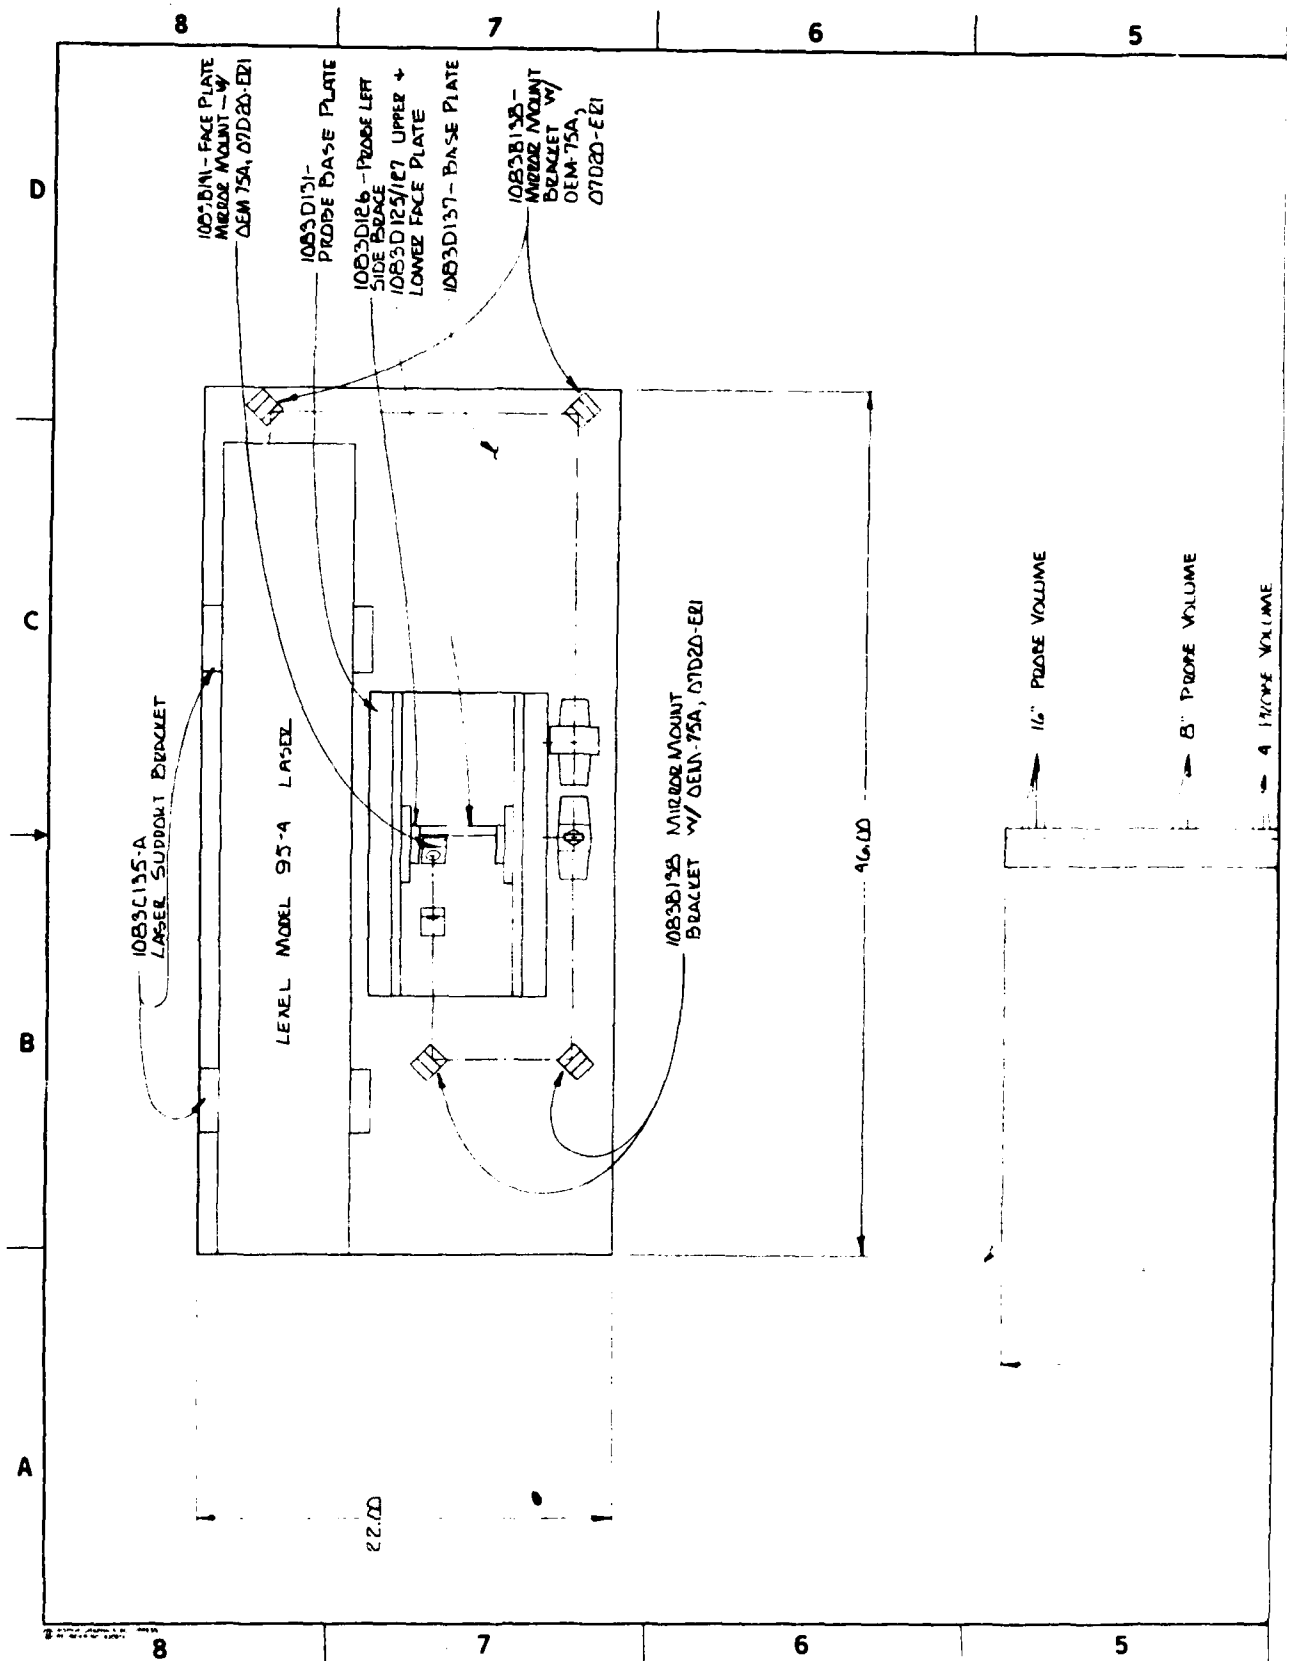 8
7
6
5
D
C
B
A
1083B141-FACE PLATE
MIRROR MOUNT-W/
OEM 75A, 07D20-ER1
1083D131-
PROBE BASE PLATE
1083D126-PROBE LEFT
SIDE BRACE
1083D125/127 UPPER +
LOWER FACE PLATE
1083D137-BASE PLATE
1083B138-
MIRROR MOUNT
BRACKET W/
OEM-75A,
07D20-ER1
1083C135-A
LASER SUPPORT BRACKET
LEXEL MODEL 95-4 LASER
1083B138 MIRROR MOUNT
BRACKET W/ OEM-75A, 07D20-ER1
96.00
22.00
16" PROBE VOLUME
8" PROBE VOLUME
4 PROBE VOLUME
8
7
6
5